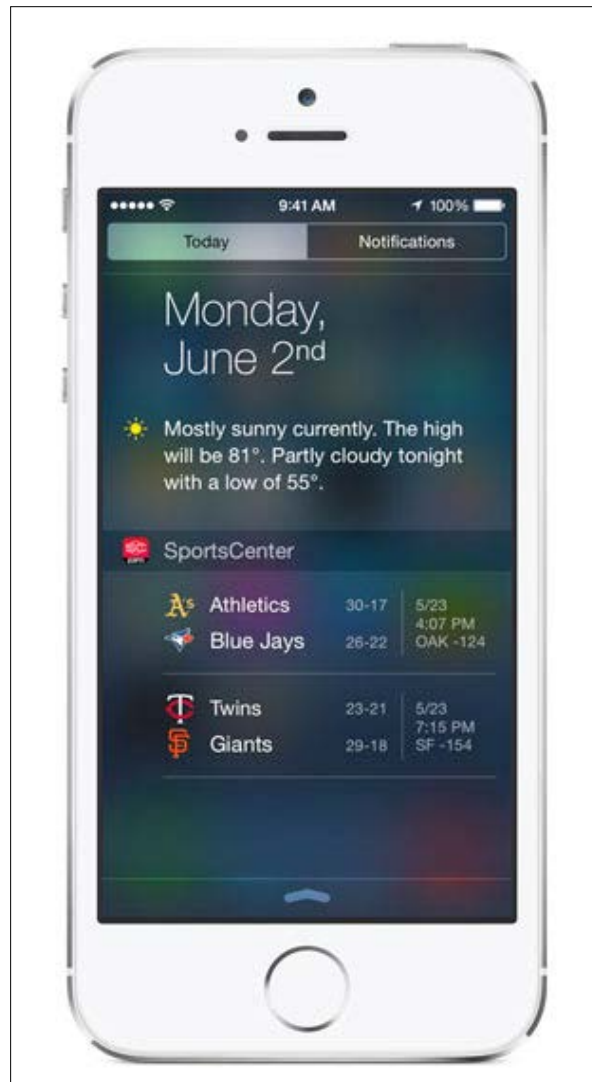 9:41 AM
100%
Today
Notifications
Monday,
June 2nd
Mostly sunny currently. The high
will be 81°. Partly cloudy tonight
with a low of 55°.
SportsCenter
A's Athletics 30-17
Blue Jays 26-22
5/23
4:07 PM
OAK -124
Twins 23-21
Giants 29-18
5/23
7:15 PM
SF -154